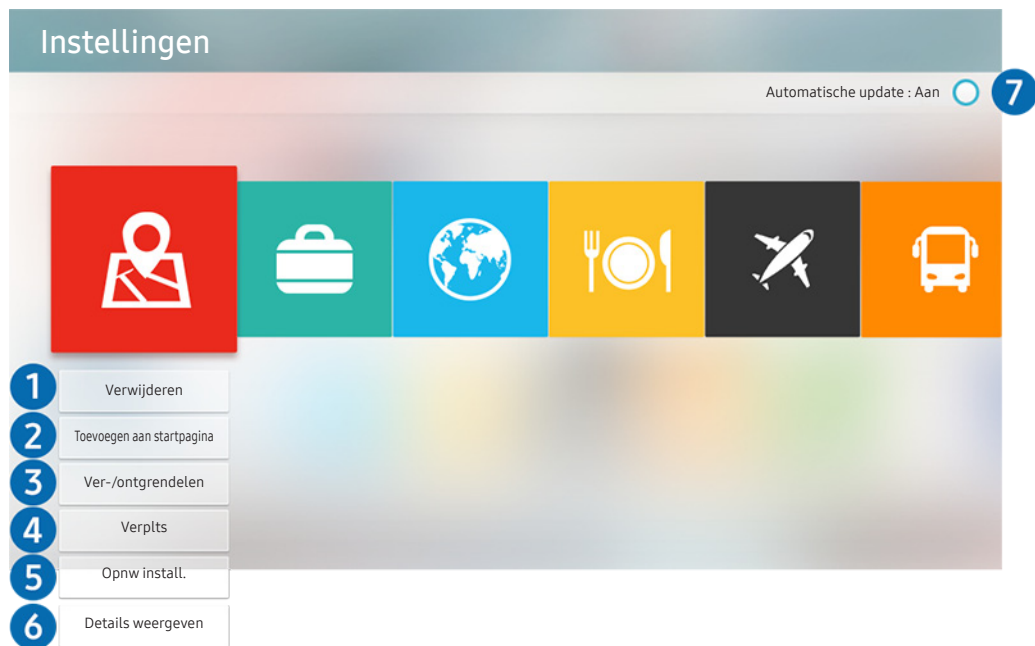 Instellingen
Automatische update : Aan
7
1 Verwijderen
2 Toevoegen aan startpagina
3 Ver-/ontgrendelen
4 Verplts
5 Opnw install.
6 Details weergeven